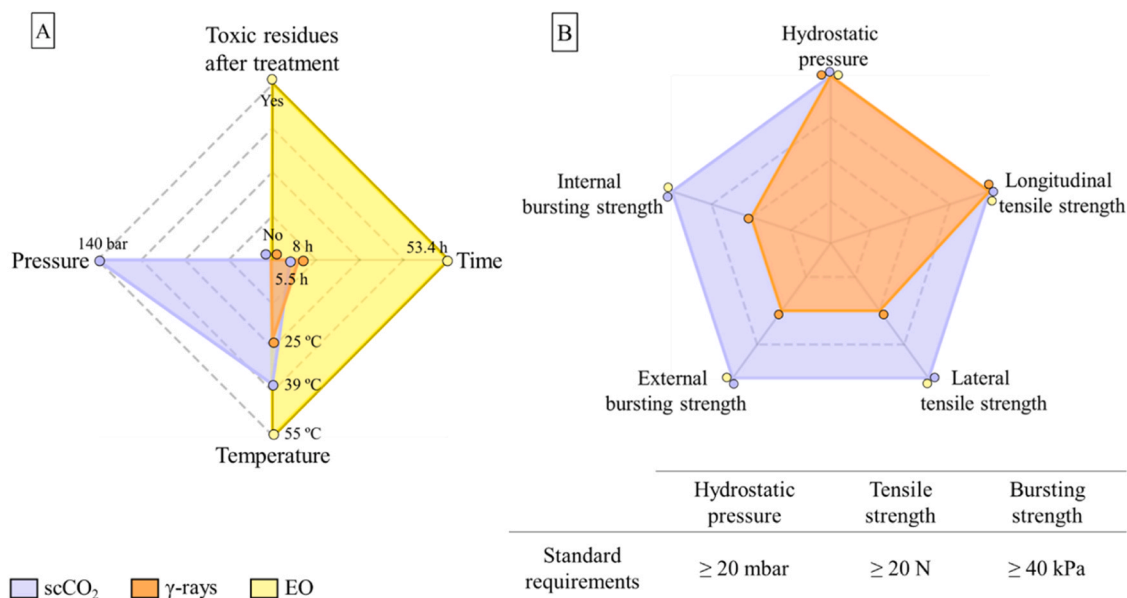 A
Toxic residues
after treatment
Yes
No
140 bar
Pressure
8 h
5.5 h
53.4 h
Time
25 ºC
39 ºC
55 ºC
Temperature
B
Hydrostatic
pressure
Internal
bursting strength
Longitudinal
tensile strength
External
bursting strength
Lateral
tensile strength
Hydrostatic
pressure
Tensile
strength
Bursting
strength
Standard
requirements
≥ 20 mbar
≥ 20 N
≥ 40 kPa
scCO₂
γ-rays
EO